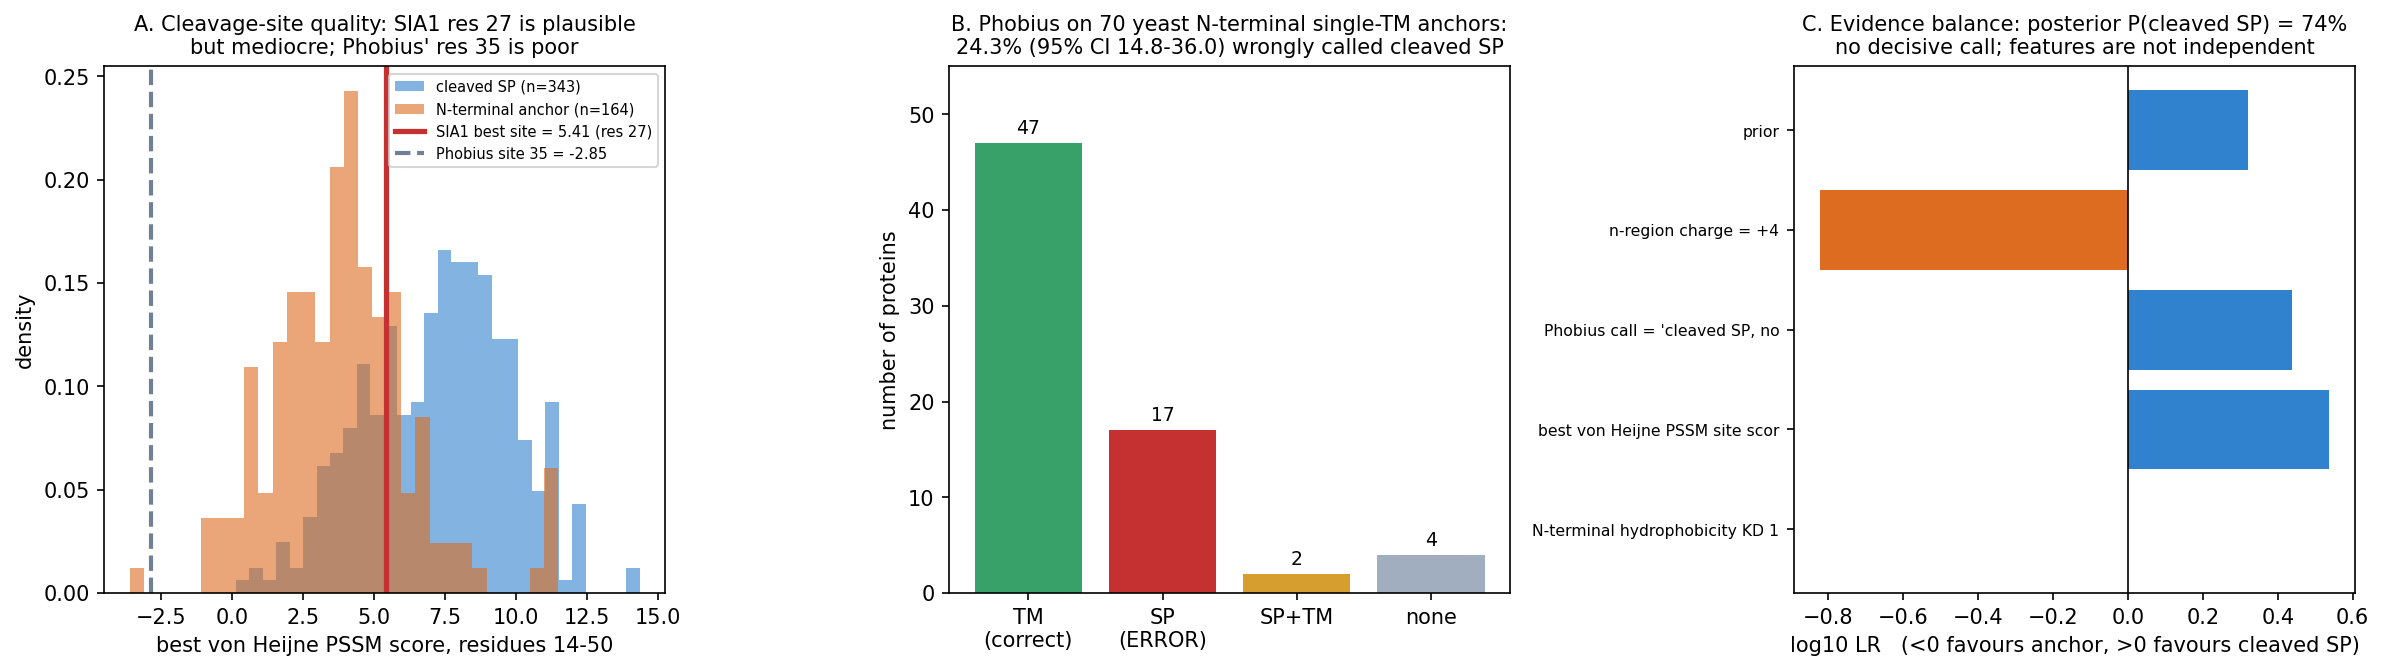 A. Cleavage-site quality: SIA1 res 27 is plausible
but mediocre; Phobius' res 35 is poor
density
0.25
0.20
0.15
0.10
0.05
0.00
cleaved SP (n=343)
N-terminal anchor (n=164)
SIA1 best site = 5.41 (res 27)
Phobius site 35 = -2.85
−2.5 0.0 2.5 5.0 7.5 10.0 12.5 15.0
best von Heijne PSSM score, residues 14-50
B. Phobius on 70 yeast N-terminal single-TM anchors:
24.3% (95% CI 14.8-36.0) wrongly called cleaved SP
number of proteins
50
40
30
20
10
0
47
17
2
4
TM
(correct)
SP
(ERROR)
SP+TM
none
C. Evidence balance: posterior P(cleaved SP) = 74%
no decisive call; features are not independent
prior
n-region charge = +4
Phobius call = 'cleaved SP, no
best von Heijne PSSM site scor
N-terminal hydrophobicity KD 1
−0.8 −0.6 −0.4 −0.2 0.0 0.2 0.4 0.6
log10 LR (<0 favours anchor, >0 favours cleaved SP)